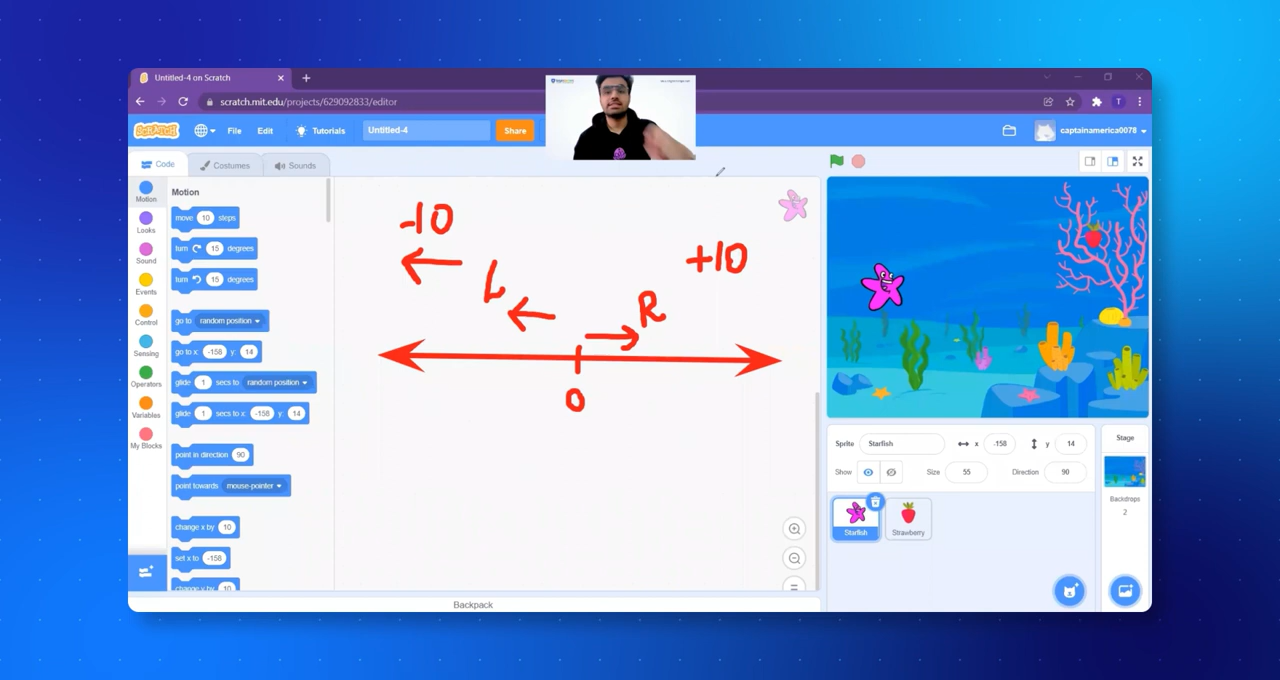 Untitled-4 on Scratch
scratch.mit.edu/projects/629092833/editor
T
SCRATCH
File
Edit
Tutorials
Untitled-4
Share
captainamerica0078
Code
Costumes
Sounds
Motion
Looks
Sound
Events
Control
Sensing
Operators
Variables
My Blocks
Motion
move 10 steps
turn 15 degrees
turn 15 degrees
go to random position
go to x: -158 y: 14
glide 1 secs to random position
glide 1 secs to x: -158 y: 14
point in direction 90
point towards mouse-pointer
change x by 10
set x to -158
change y by 10
-10
L
R
+10
0
Backpack
Sprite Starfish x -158 y 14
Show Size 55 Direction 90
Starfish
Strawberry
Stage
Backdrops
2